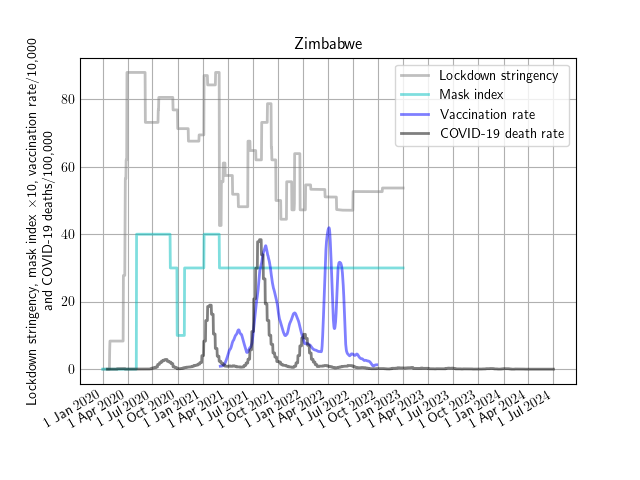 Zimbabwe
Lockdown stringency, mask index ×10, vaccination rate/10,000
and COVID-19 deaths/100,000
80
60
40
20
0
Lockdown stringency
Mask index
Vaccination rate
COVID-19 death rate
1 Jan 2020
1 Apr 2020
1 Jul 2020
1 Oct 2020
1 Jan 2021
1 Apr 2021
1 Jul 2021
1 Oct 2021
1 Jan 2022
1 Apr 2022
1 Jul 2022
1 Oct 2022
1 Jan 2023
1 Apr 2023
1 Jul 2023
1 Oct 2023
1 Jan 2024
1 Apr 2024
1 Jul 2024